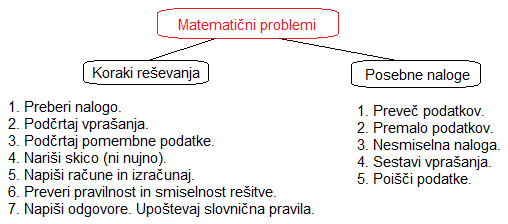 Matematični problemi
Koraki reševanja
1. Preberi nalogo.
2. Podčrtaj vprašanja.
3. Podčrtaj pomembne podatke.
4. Nariši skico (ni nujno).
5. Napiši račune in izračunaj.
6. Preveri pravilnost in smiselnost rešitve.
7. Napiši odgovore. Upoštevaj slovnična pravila.
Posebne naloge
1. Preveč podatkov.
2. Premalo podatkov.
3. Nesmiselna naloga.
4. Sestavi vprašanja.
5. Poišči podatke.